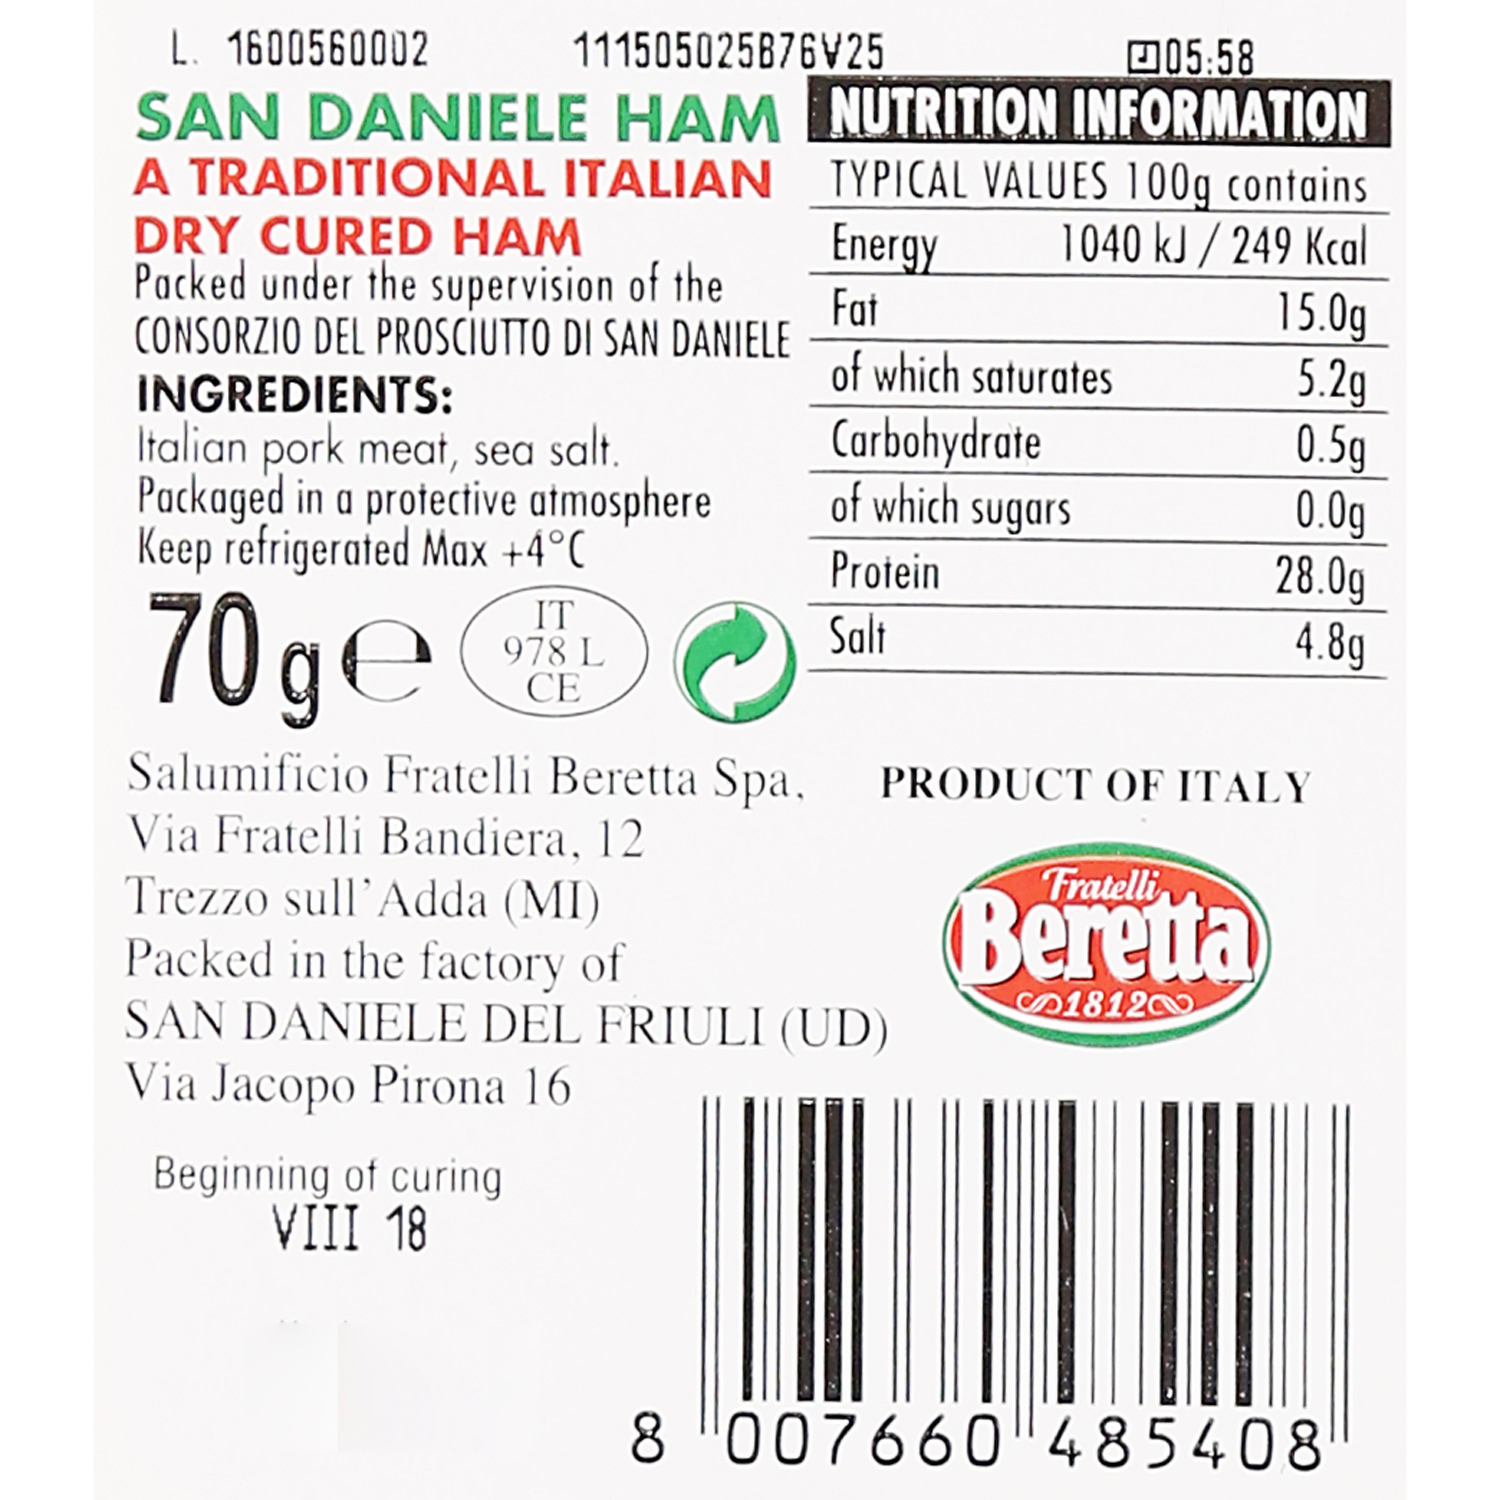 L. 1600560002 111505025B76V25 05:58
SAN DANIELE HAM
A TRADITIONAL ITALIAN
DRY CURED HAM
Packed under the supervision of the
CONSORZIO DEL PROSCIUTTO DI SAN DANIELE
INGREDIENTS:
Italian pork meat, sea salt.
Packaged in a protective atmosphere
Keep refrigerated Max +4°C
70 g e
IT
978 L
CE
NUTRITION INFORMATION
TYPICAL VALUES 100g contains
Energy 1040 kJ / 249 Kcal
Fat 15.0g
of which saturates 5.2g
Carbohydrate 0.5g
of which sugars 0.0g
Protein 28.0g
Salt 4.8g
Salumificio Fratelli Beretta Spa.
Via Fratelli Bandiera, 12
Trezzo sull'Adda (MI)
Packed in the factory of
SAN DANIELE DEL FRIULI (UD)
Via Jacopo Pirona 16
PRODUCT OF ITALY
Fratelli
Beretta
1812
Beginning of curing
VIII 18
8 007660 485408